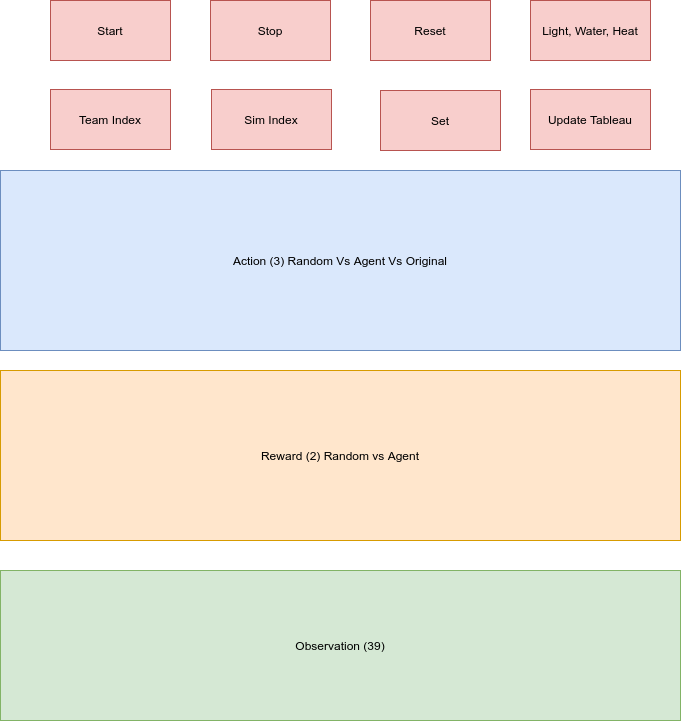 Start
Stop
Reset
Light, Water, Heat
Team Index
Sim Index
Set
Update Tableau
Action (3) Random Vs Agent Vs Original
Reward (2) Random vs Agent
Observation (39)